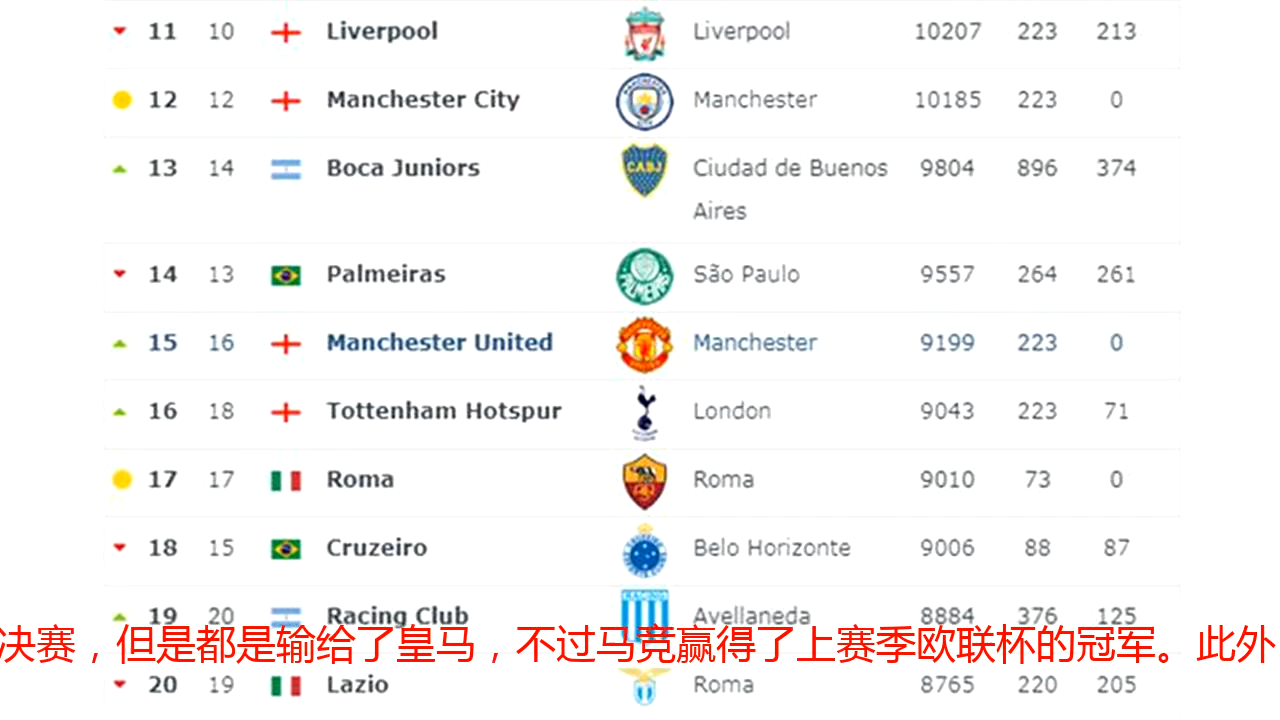 11 10 Liverpool Liverpool 10207 223 213
12 12 Manchester City Manchester 10185 223 0
13 14 Boca Juniors CABJ Ciudad de Buenos 9804 896 374
Aires
14 13 Palmeiras PALMEIRAS São Paulo 9557 264 261
15 16 Manchester United Manchester 9199 223 0
16 18 Tottenham Hotspur London 9043 223 71
17 17 Roma Roma 9010 73 0
18 15 Cruzeiro Belo Horizonte 9006 88 87
19 20 Racing Club Avellaneda 8884 376 125
决赛，但是都是输给了皇马，不过马竞赢得了上赛季欧联杯的冠军。此外
20 19 Lazio Roma 8765 220 205